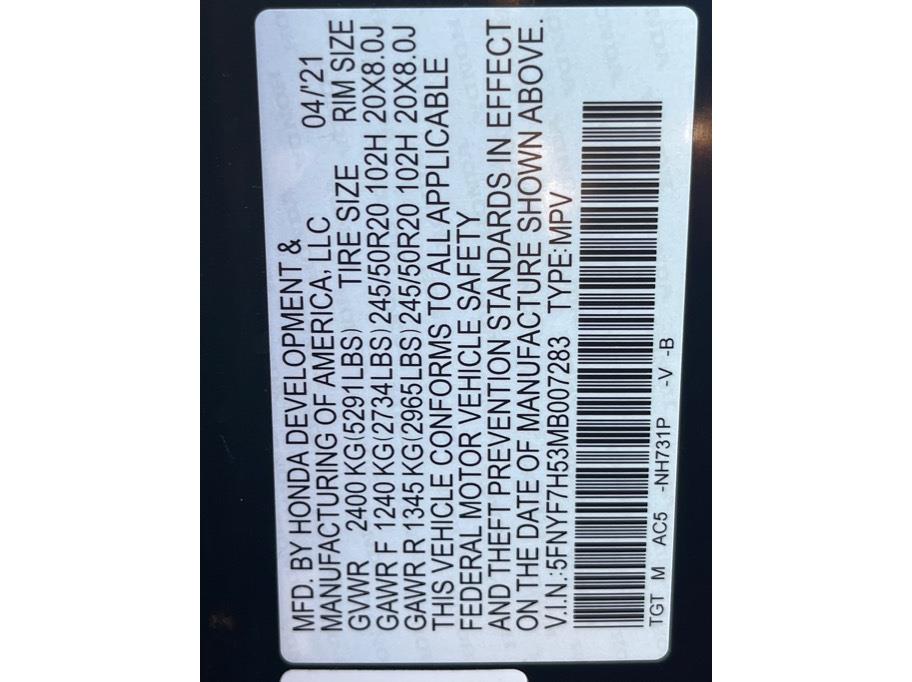 MFD. BY HONDA DEVELOPMENT &
MANUFACTURING OF AMERICA, LLC 04/'21
GVWR 2400 KG(5291LBS) TIRE SIZE RIM SIZE
GAWR F 1240 KG(2734LBS) 245/50R20 102H 20X8.0J
GAWR R 1345 KG(2965LBS) 245/50R20 102H 20X8.0J
THIS VEHICLE CONFORMS TO ALL APPLICABLE
FEDERAL MOTOR VEHICLE SAFETY
AND THEFT PREVENTION STANDARDS IN EFFECT
ON THE DATE OF MANUFACTURE SHOWN ABOVE.
V.I.N.:5FNYF7H53MB007283 TYPE:MPV
TGT M AC5 -NH731P -V -B